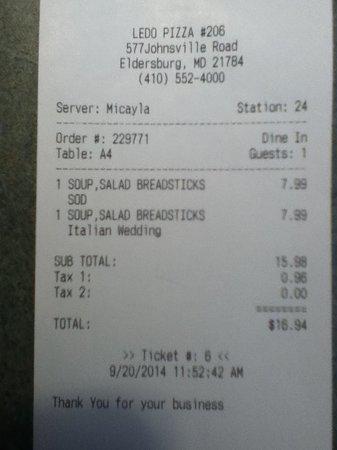 LEDO PIZZA #206
577Johnsville Road
Eldersburg, MD 21784
(410) 552-4000
Server: Micayla Station: 24
Order #: 229771 Dine In
Table: A4 Guests: 1
1 SOUP,SALAD BREADSTICKS 7.99
SOD
1 SOUP,SALAD BREADSTICKS 7.99
Italian Wedding
SUB TOTAL: 15.98
Tax 1: 0.96
Tax 2: 0.00
========
TOTAL: $16.94
>> Ticket #: 6 <<
9/20/2014 11:52:42 AM
Thank You for your business